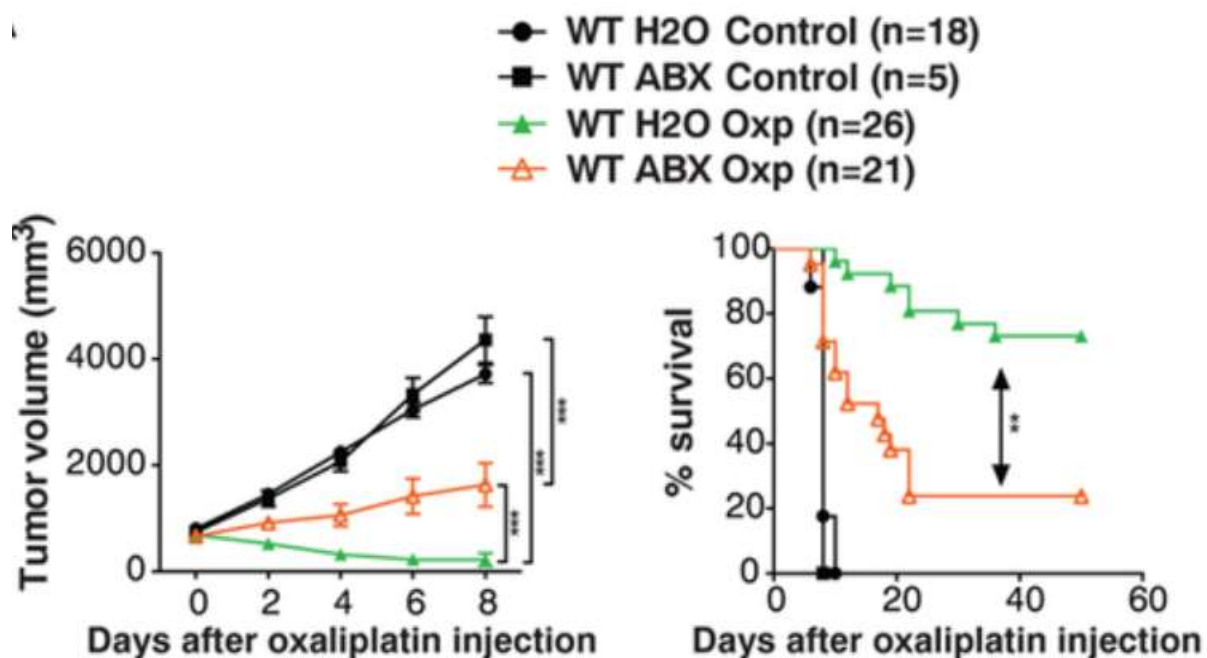 WT H2O Control (n=18)
WT ABX Control (n=5)
WT H2O Oxp (n=26)
WT ABX Oxp (n=21)
Tumor volume (mm³)
6000
4000
2000
0
0 2 4 6 8
Days after oxaliplatin injection
***
***
***
% survival
100
80
60
40
20
0
0 20 40 60
Days after oxaliplatin injection
**